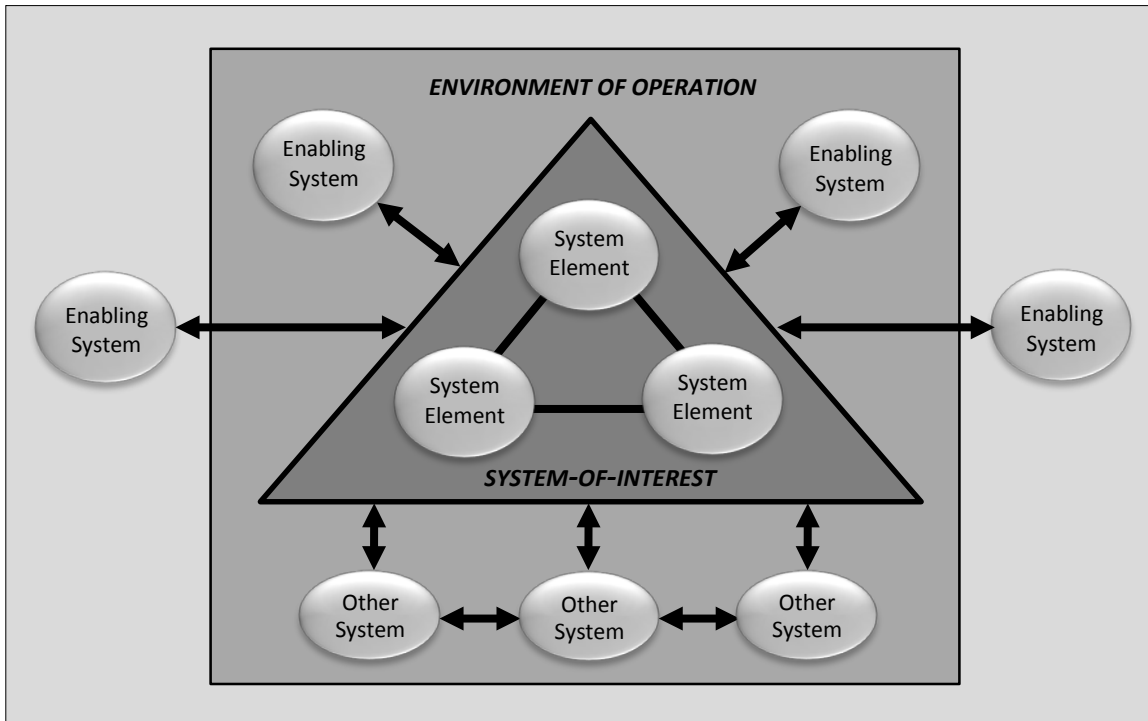 ENVIRONMENT OF OPERATION
Enabling
System
Enabling
System
System
Element
Enabling
System
Enabling
System
System
Element
System
Element
SYSTEM-OF-INTEREST
Other
System
Other
System
Other
System